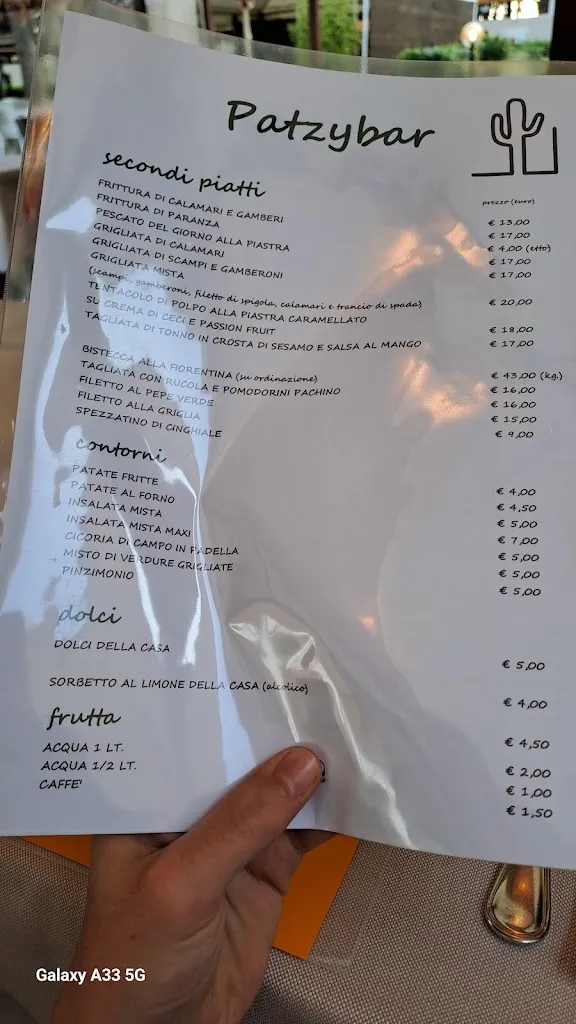 Patzybar
secondi piatti
prezzo (euro)
FRITTURA DI CALAMARI E GAMBERI € 13,00
FRITTURA DI PARANZA € 17,00
PESCATO DEL GIORNO ALLA PIASTRA € 4,00 (etto)
GRIGLIATA DI CALAMARI € 17,00
GRIGLIATA DI SCAMPI E GAMBERONI € 17,00
GRIGLIATA MISTA
(scampi, gamberoni, filetto di spigola, calamari e trancio di spada) € 20,00
TENTACOLO DI POLPO ALLA PIASTRA CARAMELLATO
SU CREMA DI CECI E PASSION FRUIT € 18,00
TAGLIATA DI TONNO IN CROSTA DI SESAMO E SALSA AL MANGO € 17,00
BISTECCA ALLA FIORENTINA (su ordinazione) € 43,00 (kg.)
TAGLIATA CON RUCOLA E POMODORINI PACHINO € 16,00
FILETTO AL PEPE VERDE € 16,00
FILETTO ALLA GRIGLIA € 15,00
SPEZZATINO DI CINGHIALE € 9,00
contorni
PATATE FRITTE € 4,00
PATATE AL FORNO € 4,50
INSALATA MISTA € 5,00
INSALATA MISTA MAXI € 7,00
CICORIA DI CAMPO IN PADELLA € 5,00
MISTO DI VERDURE GRIGLIATE € 5,00
PINZIMONIO € 5,00
dolci
DOLCI DELLA CASA € 5,00
SORBETTO AL LIMONE DELLA CASA (alcolico) € 4,00
frutta € 4,50
ACQUA 1 LT. € 2,00
ACQUA 1/2 LT. € 1,00
CAFFE' € 1,50
Galaxy A33 5G